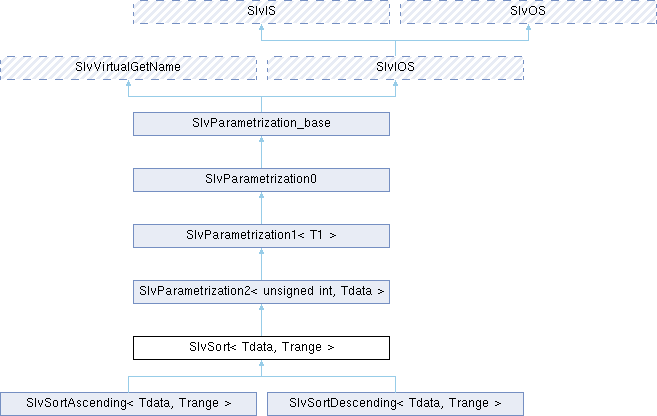 SlvIS
SlvOS
SlvVirtualGetName
SlvIOS
SlvParametrization_base
SlvParametrization0
SlvParametrization1< T1 >
SlvParametrization2< unsigned int, Tdata >
SlvSort< Tdata, Trange >
SlvSortAscending< Tdata, Trange >
SlvSortDescending< Tdata, Trange >